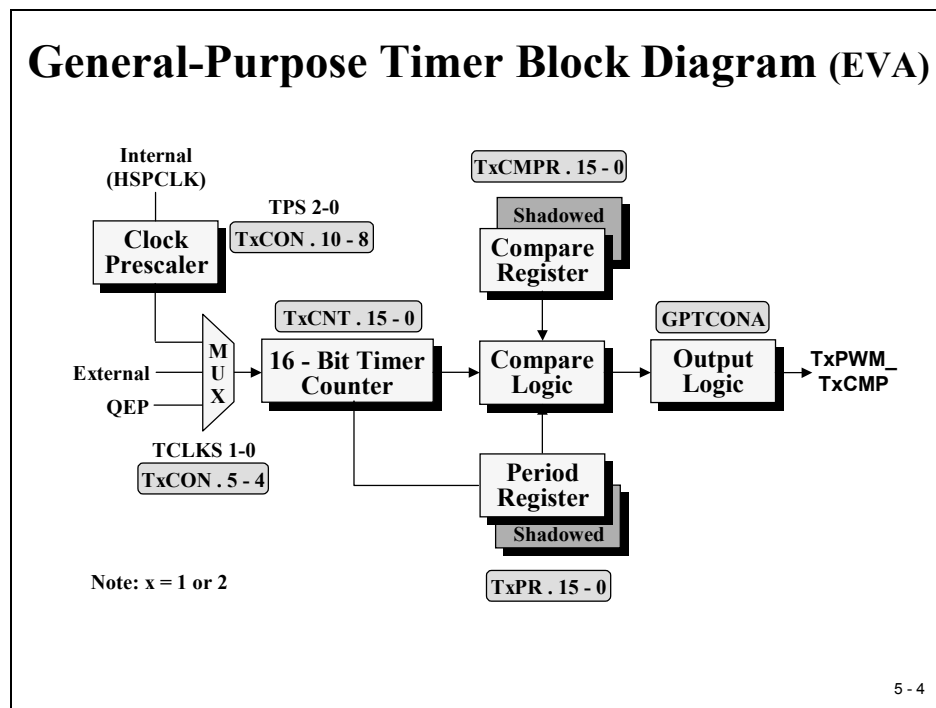 General-Purpose Timer Block Diagram (EVA)
Internal
(HSPCLK)
TPS 2-0
TxCON . 10 - 8
Clock
Prescaler
TxCMPR . 15 - 0
Shadowed
Compare
Register
TxCNT . 15 - 0
GPTCONA
MUX
16 - Bit Timer
Counter
Compare
Logic
Output
Logic
TxPWM_
TxCMP
External
QEP
TCLKS 1-0
TxCON . 5 - 4
Period
Register
Shadowed
TxPR . 15 - 0
Note: x = 1 or 2
5 - 4